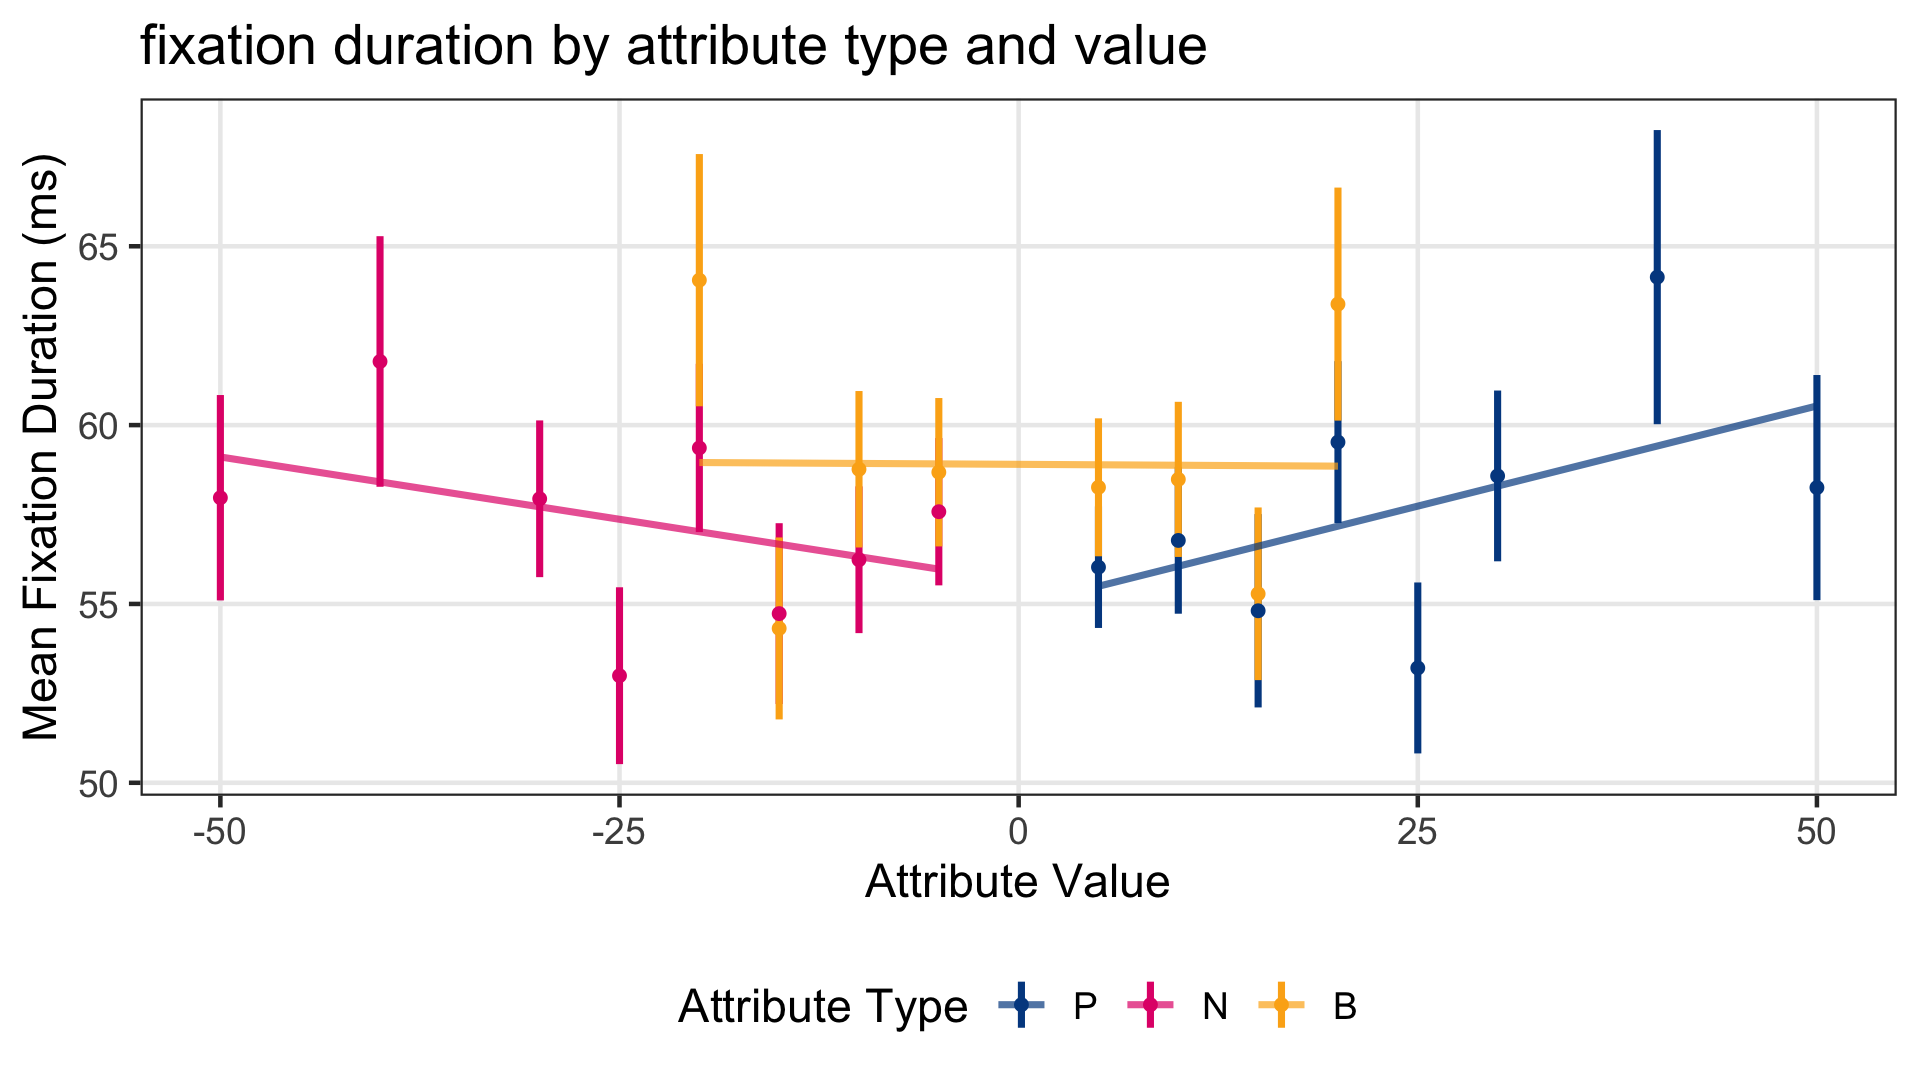 fixation duration by attribute type and value
Mean Fixation Duration (ms)
65
60
55
50
-50 -25 0 25 50
Attribute Value
Attribute Type P N B